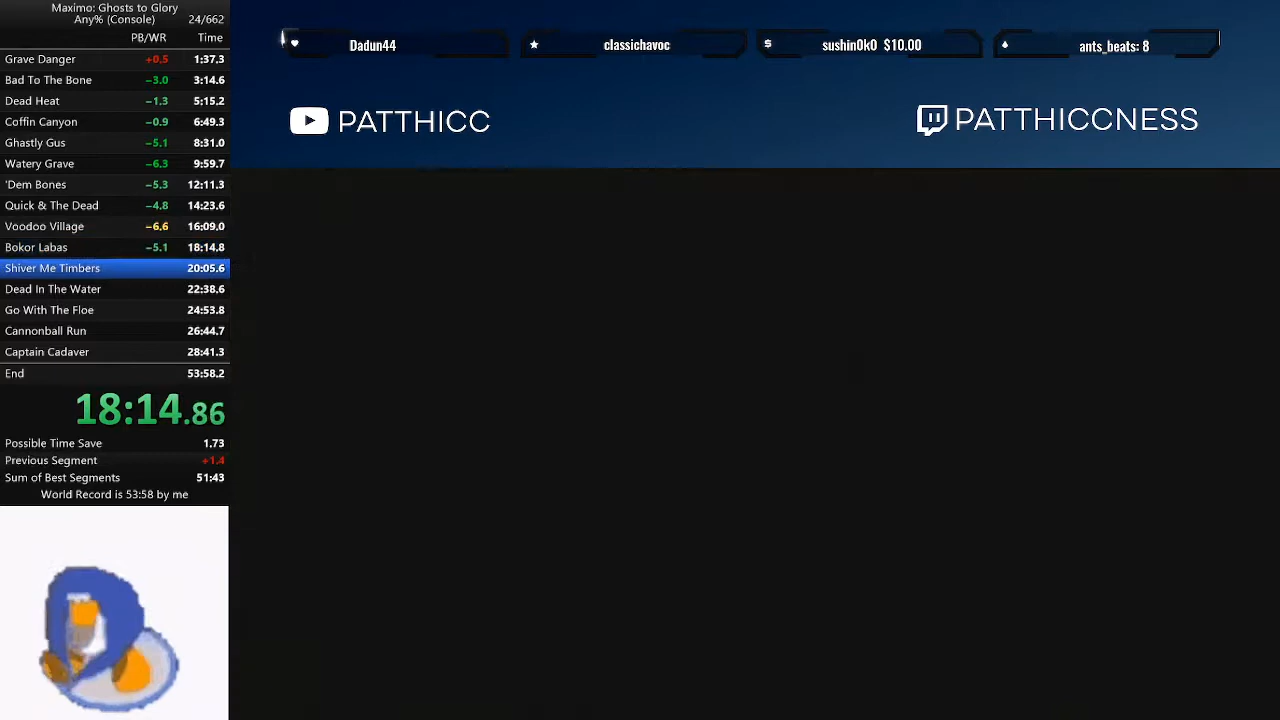 Maximo: Ghosts to Glory
Any% (Console) 24/662
PB/WR Time
Grave Danger +0.5 1:37.3
Bad To The Bone −3.0 3:14.6
Dead Heat −1.3 5:15.2
Coffin Canyon −0.9 6:49.3
Ghastly Gus −5.1 8:31.0
Watery Grave −6.3 9:59.7
'Dem Bones −5.3 12:11.3
Quick & The Dead −4.8 14:23.6
Voodoo Village −6.6 16:09.0
Bokor Labas −5.1 18:14.8
Shiver Me Timbers 20:05.6
Dead In The Water 22:38.6
Go With The Floe 24:53.8
Cannonball Run 26:44.7
Captain Cadaver 28:41.3
End 53:58.2
18:14.86
Possible Time Save 1.73
Previous Segment +1.4
Sum of Best Segments 51:43
World Record is 53:58 by me
Dadun44
classichavoc
$ sushin0k0 $10.00
ants_beats: 8
PATTHICC
PATTHICCNESS